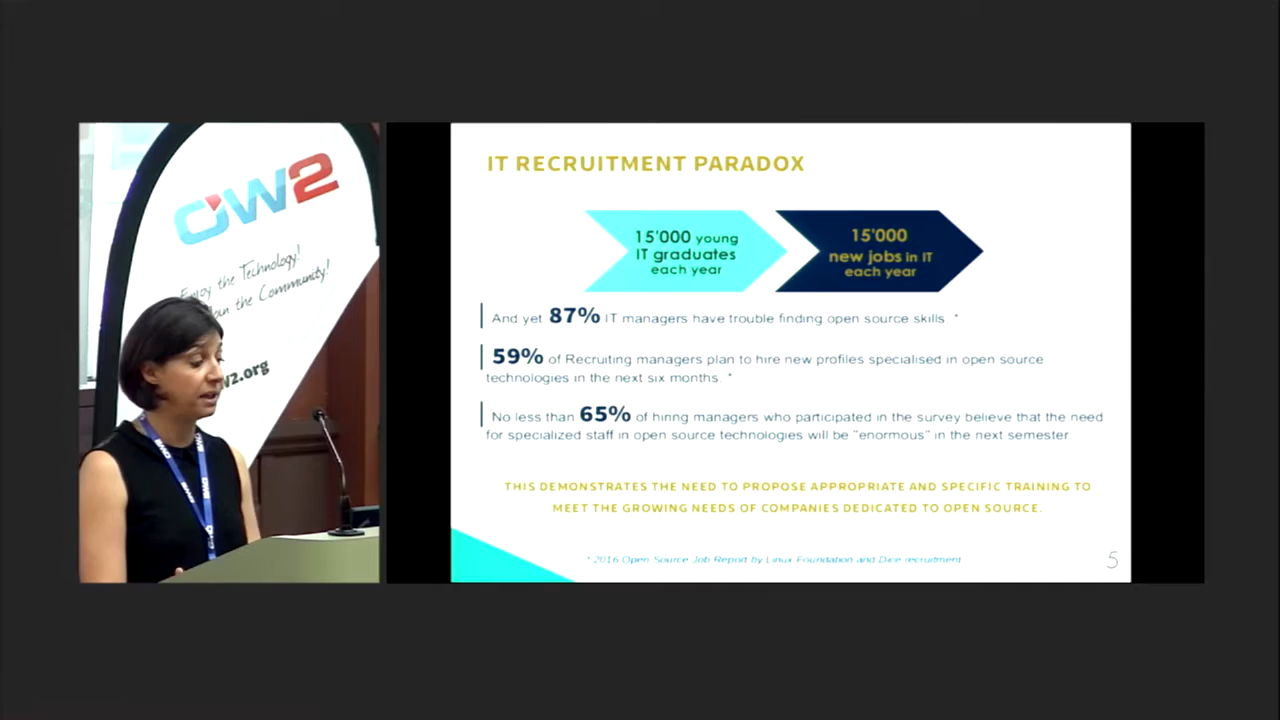 OW2
Enjoy the Technology!
Join the Community!
w2.org
IT RECRUITMENT PARADOX
15'000 young
IT graduates
each year
15'000
new jobs in IT
each year
And yet 87% IT managers have trouble finding open source skills. *
59% of Recruiting managers plan to hire new profiles specialised in open source
technologies in the next six months. *
No less than 65% of hiring managers who participated in the survey believe that the need
for specialized staff in open source technologies will be "enormous" in the next semester
THIS DEMONSTRATES THE NEED TO PROPOSE APPROPRIATE AND SPECIFIC TRAINING TO
MEET THE GROWING NEEDS OF COMPANIES DEDICATED TO OPEN SOURCE.
* 2016 Open Source Job Report by Linux Foundation and Dice recruitment
5